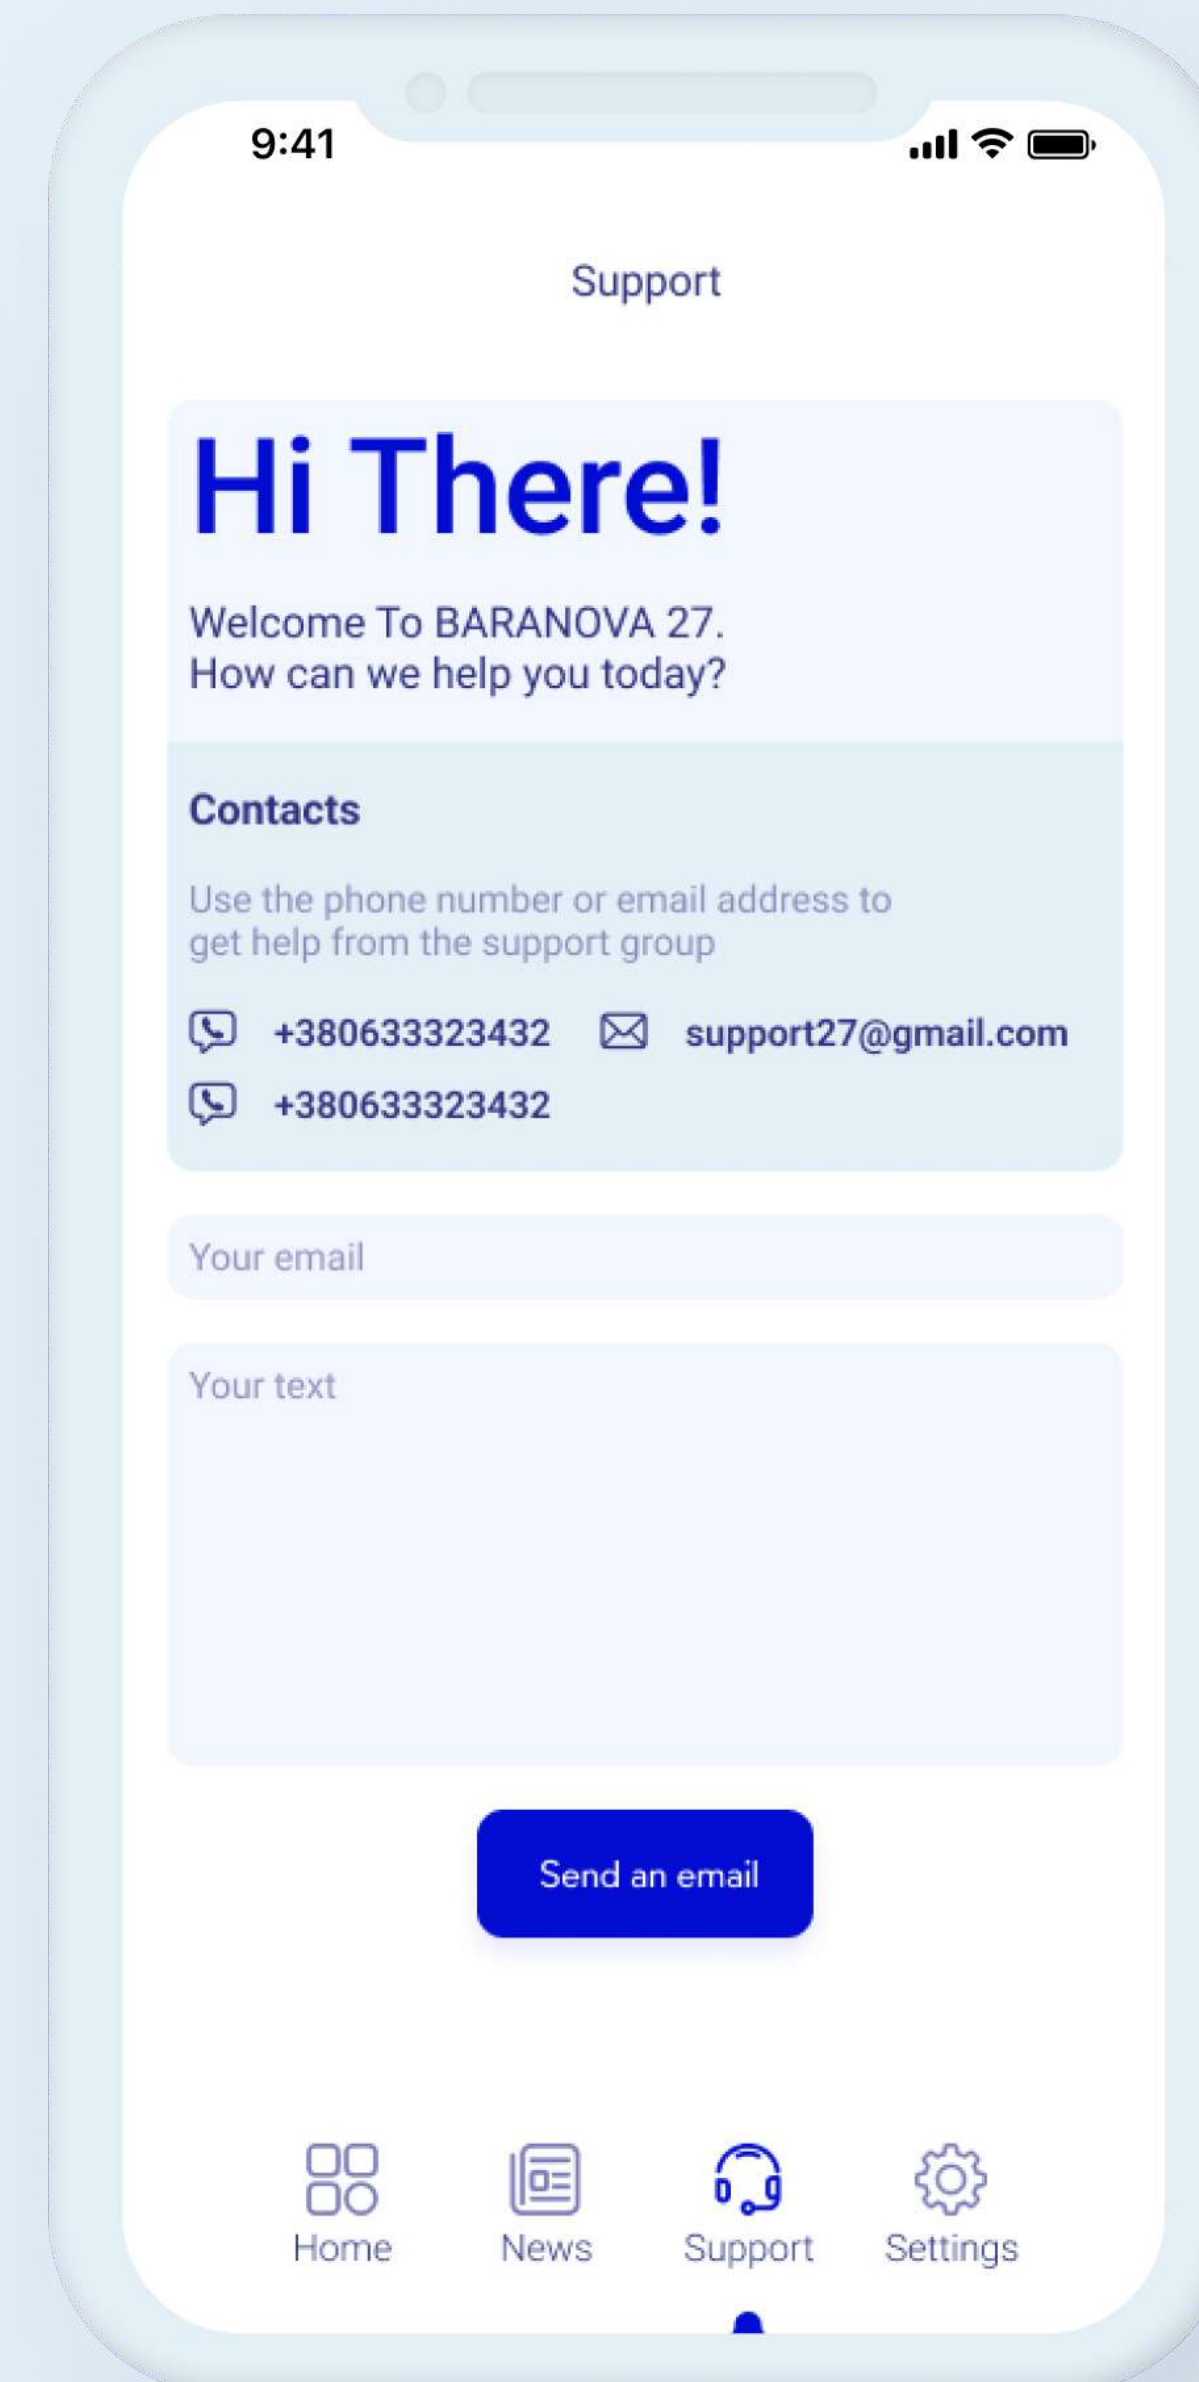 9:41
Support
Hi There!
Welcome To BARANOVA 27.
How can we help you today?
Contacts
Use the phone number or email address to
get help from the support group
+380633323432 support27@gmail.com
+380633323432
Your email
Your text
Send an email
Home News Support Settings